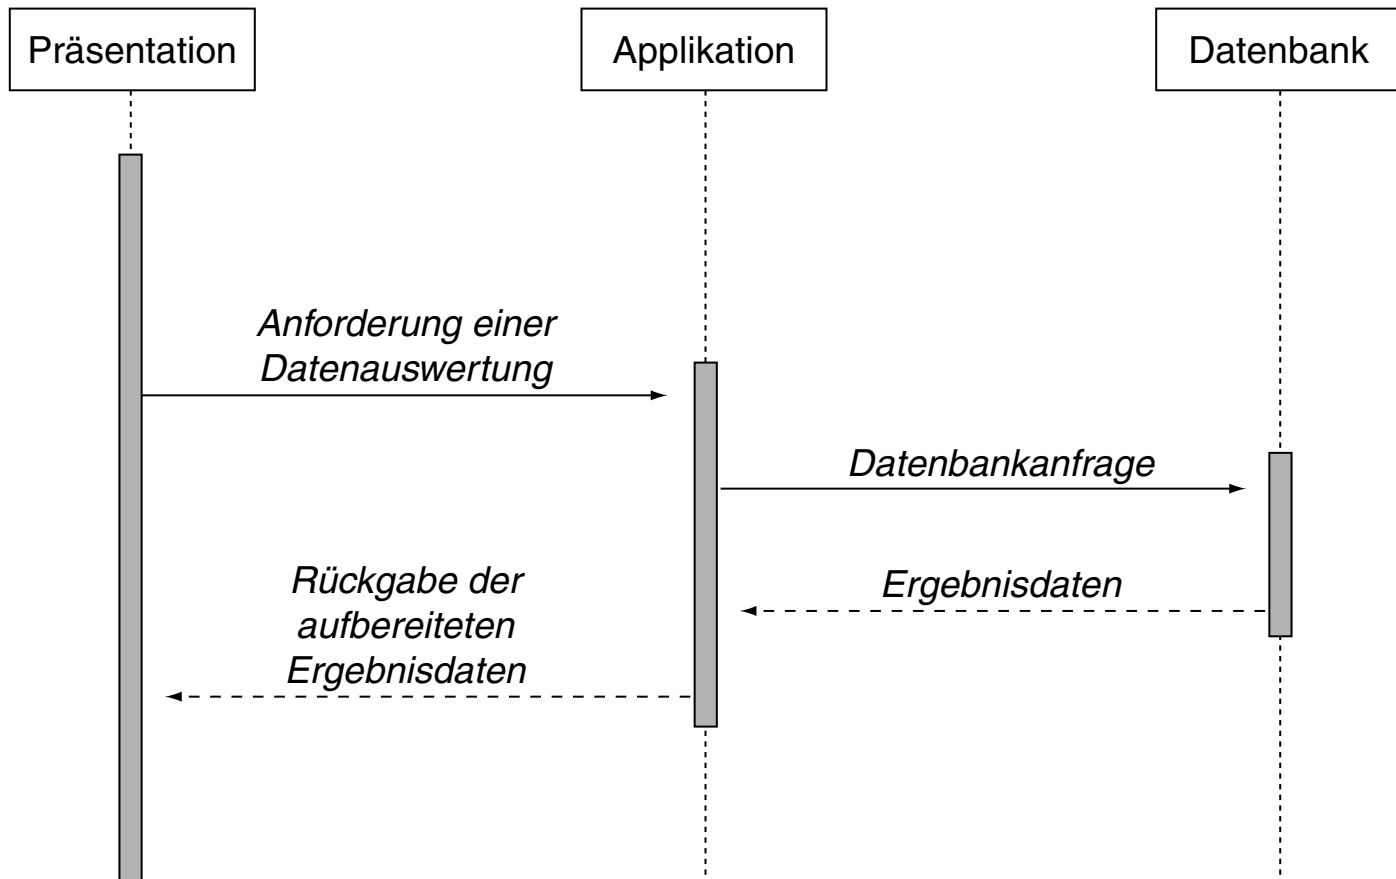 Präsentation
Applikation
Datenbank
Anforderung einer
Datenauswertung
Datenbankanfrage
Rückgabe der
aufbereiteten
Ergebnisdaten
Ergebnisdaten